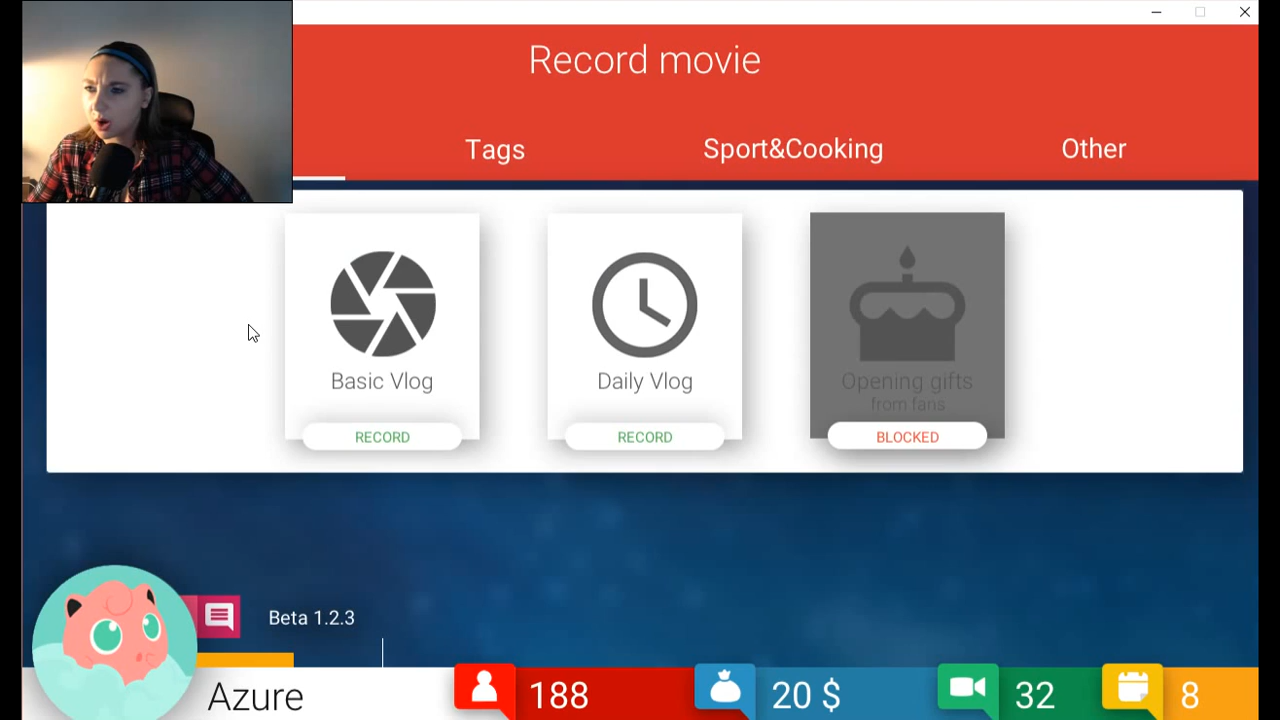 Record movie
Tags
Sport&Cooking
Other
Basic Vlog
RECORD
Daily Vlog
RECORD
Opening gifts
from fans
BLOCKED
Beta 1.2.3
Azure
188
20 $
32
8